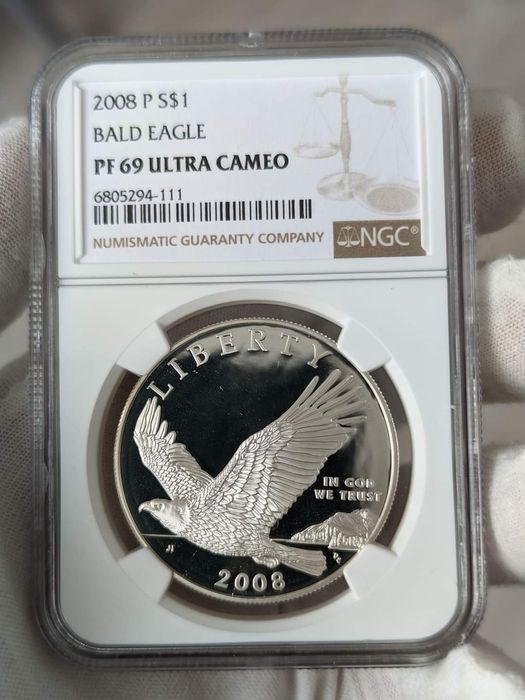 2008 P S$1
BALD EAGLE
PF 69 ULTRA CAMEO
6805294-111
NUMISMATIC GUARANTY COMPANY
NGC®
LIBERTY
IN GOD
WE TRUST
2008